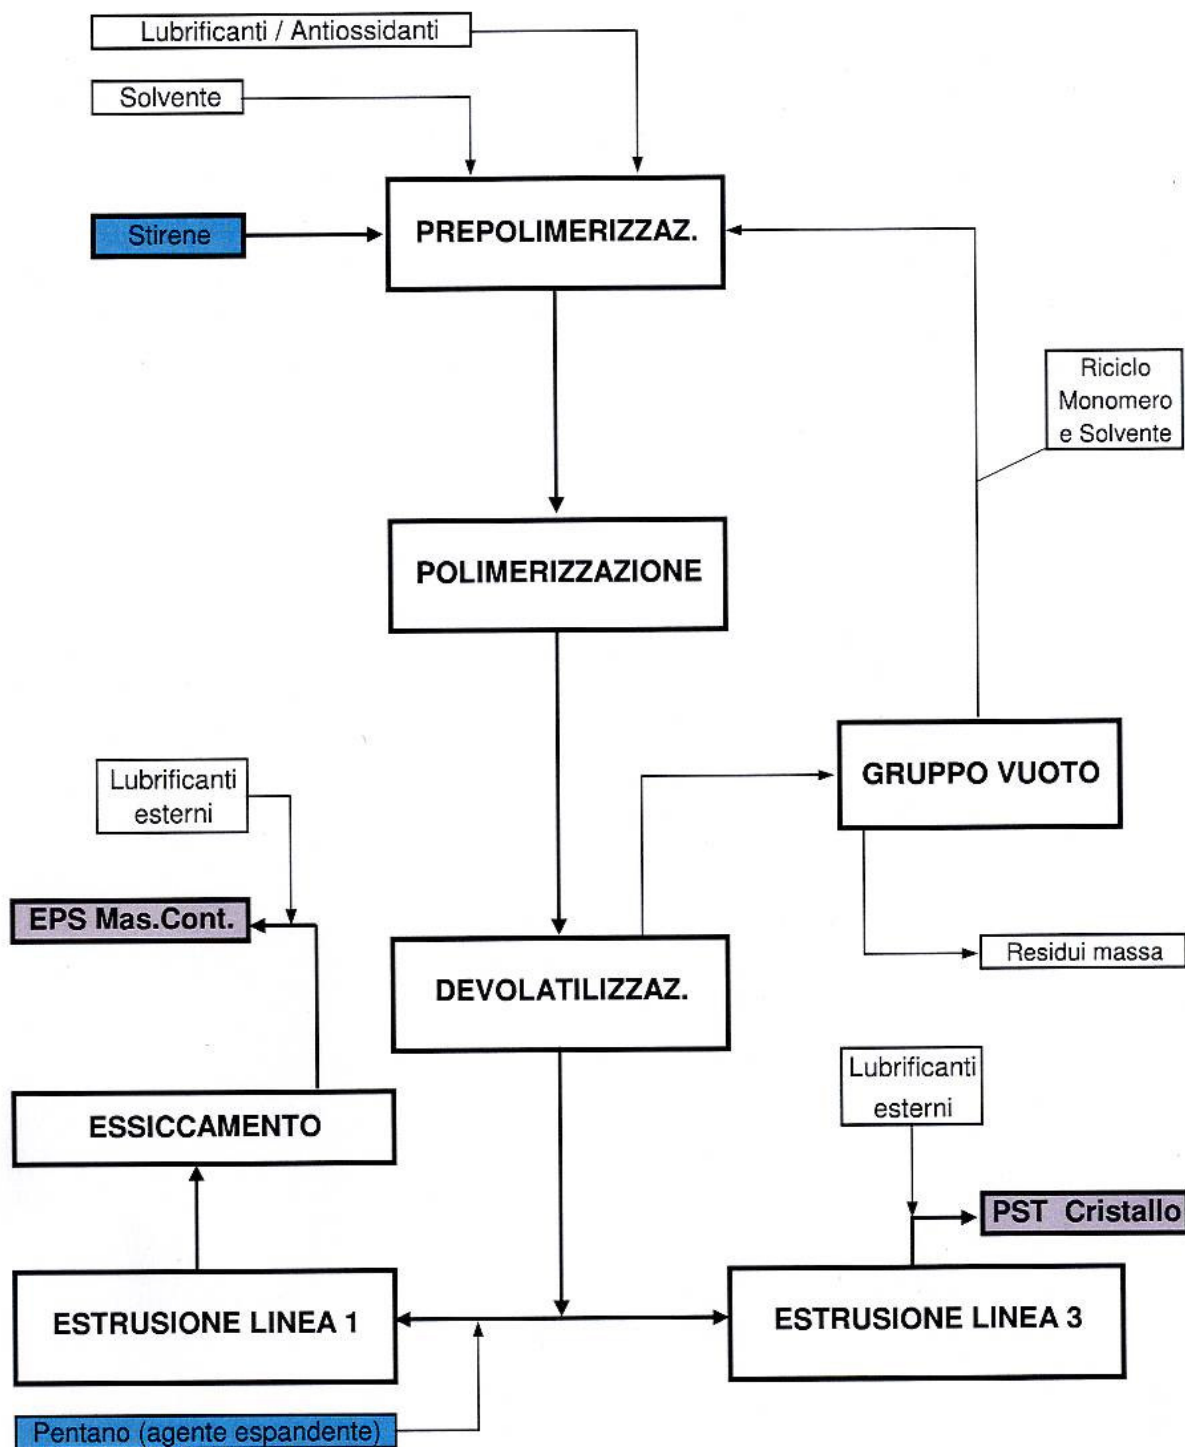 Lubrificanti / Antiossidanti
Solvente
Stirene
PREPOLIMERIZZAZ.
Riciclo
Monomero
e Solvente
POLIMERIZZAZIONE
GRUPPO VUOTO
Lubrificanti
esterni
EPS Mas.Cont.
Residui massa
DEVOLATILIZZAZ.
Lubrificanti
esterni
ESSICCAMENTO
PST Cristallo
ESTRUSIONE LINEA 1
ESTRUSIONE LINEA 3
Pentano (agente espandente)